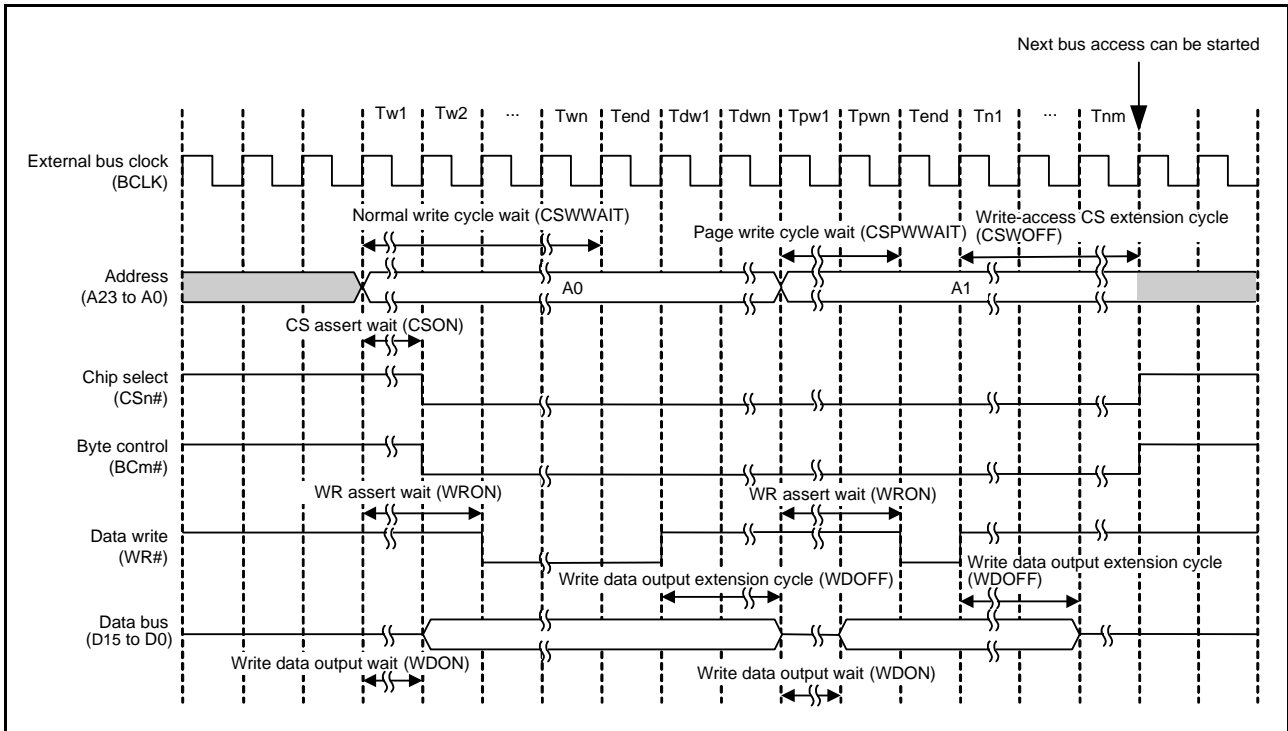 Next bus access can be started
Tw1 Tw2 ... Twn Tend Tdw1 Tdwn Tpw1 Tpwn Tend Tn1 ... Tnm
External bus clock
(BCLK)
Normal write cycle wait (CSWWAIT)
Page write cycle wait (CSPWWAIT)
Write-access CS extension cycle
(CSWOFF)
Address
(A23 to A0)
A0
A1
CS assert wait (CSON)
Chip select
(CSn#)
Byte control
(BCm#)
WR assert wait (WRON)
WR assert wait (WRON)
Data write
(WR#)
Write data output extension cycle (WDOFF)
Write data output extension cycle
(WDOFF)
Data bus
(D15 to D0)
Write data output wait (WDON)
Write data output wait (WDON)